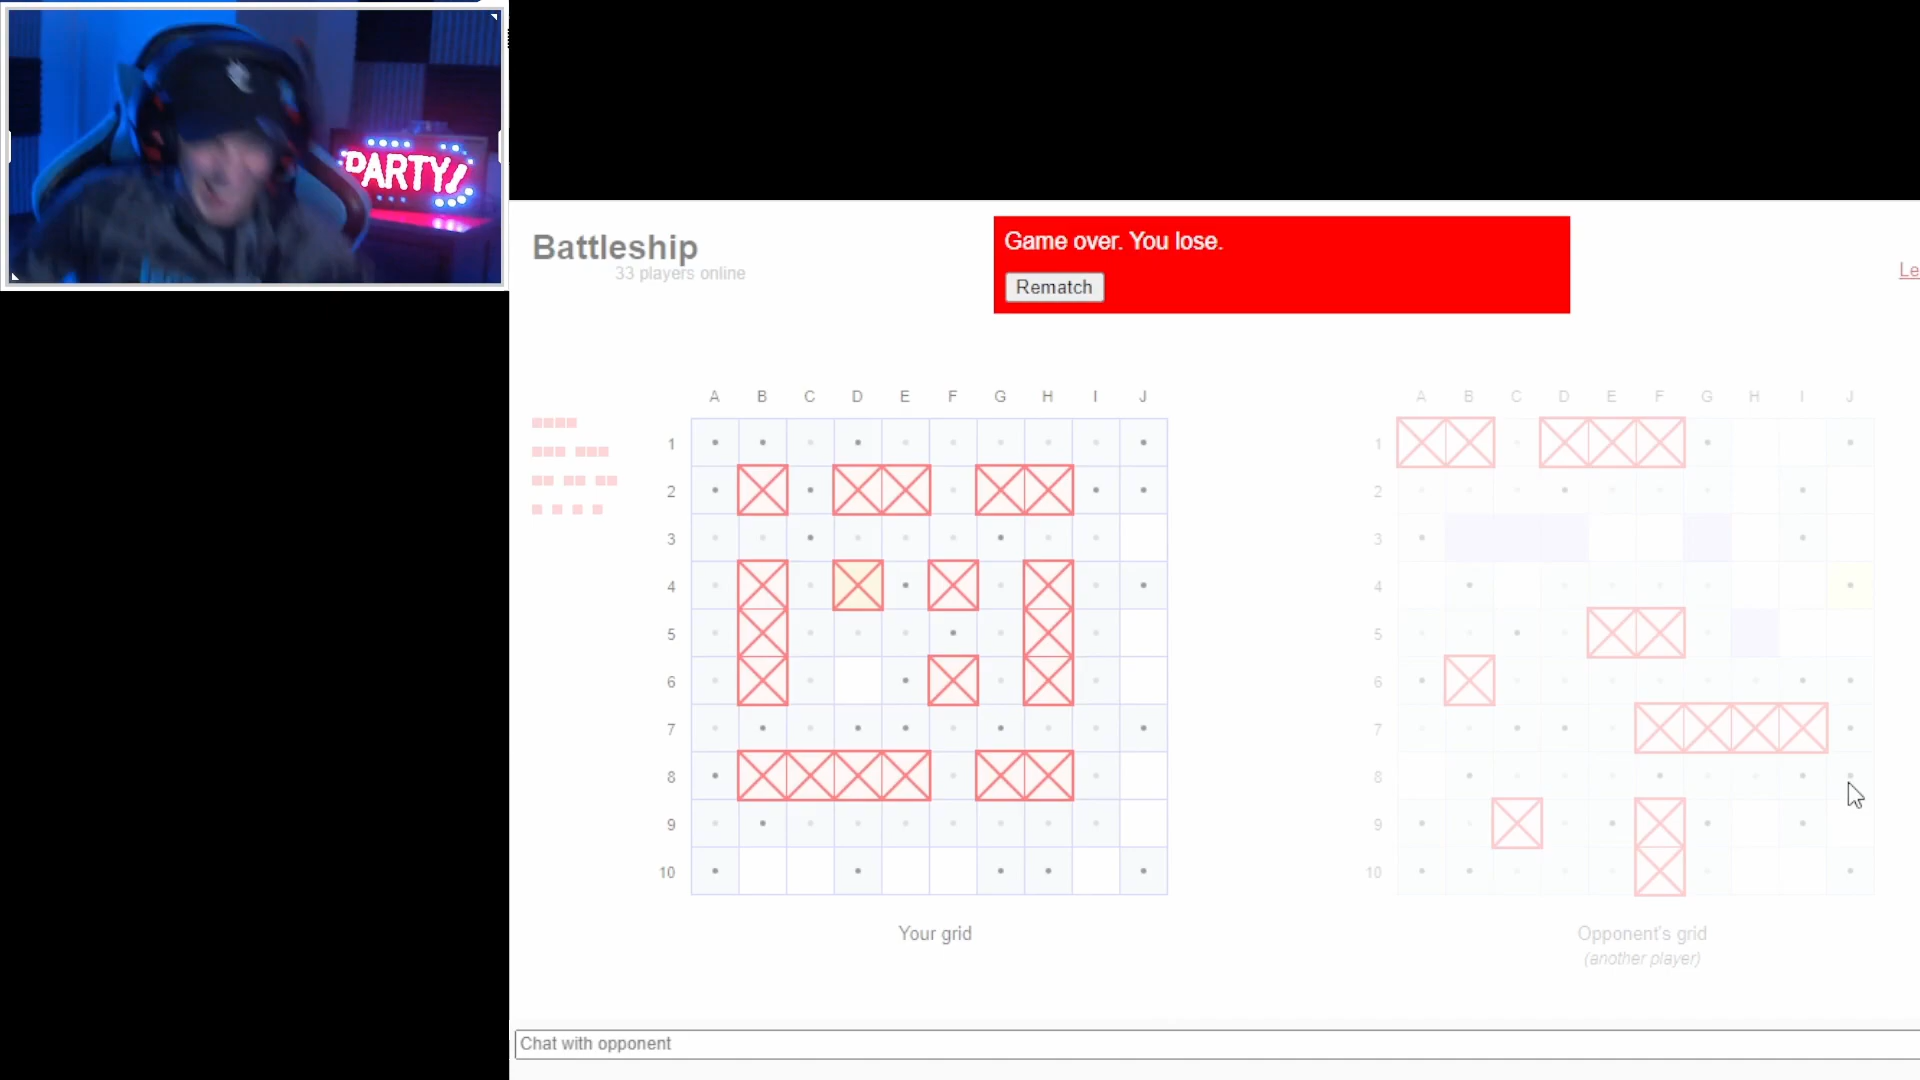 PARTY!
Battleship
33 players online
Game over. You lose.
Rematch
Le
A B C D E F G H I J
1
2
3
4
5
6
7
8
9
10
Your grid
A B C D E F G H I J
1
2
3
4
5
6
7
8
9
10
Opponent's grid
(another player)
Chat with opponent